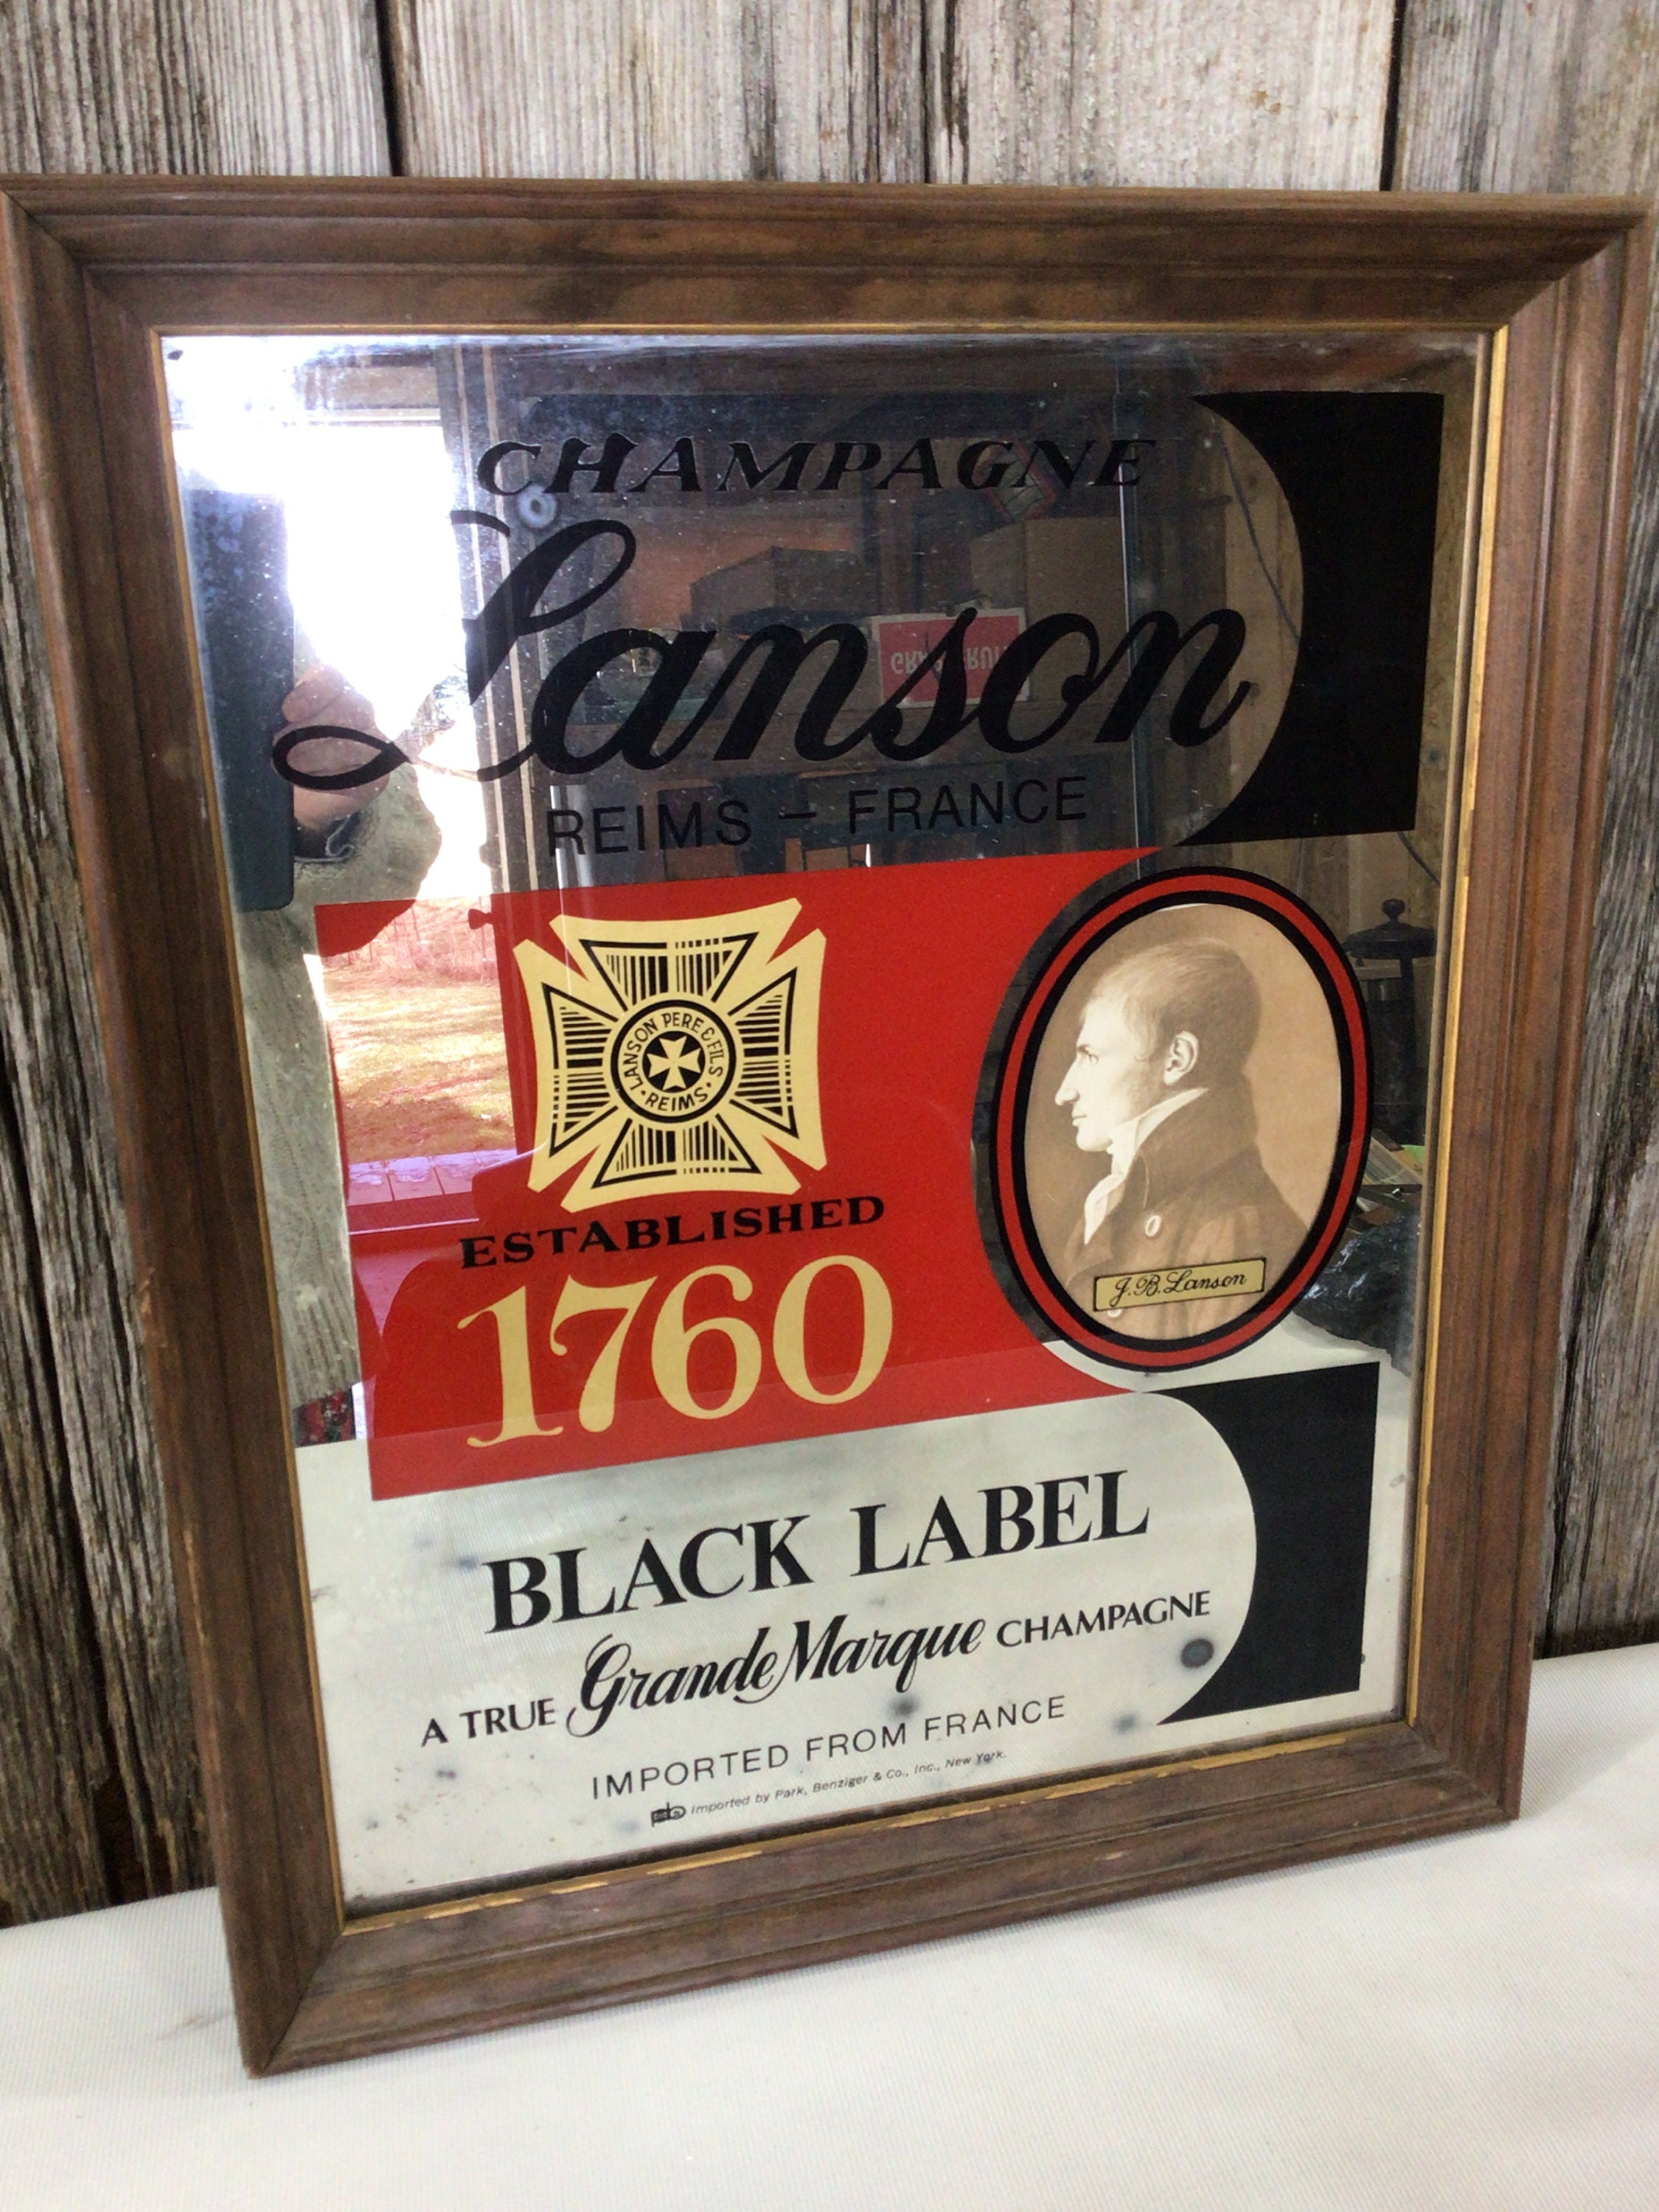 CHAMPAGNE
Lanson
REIMS – FRANCE
LANSON PERE & FILS
• REIMS •
ESTABLISHED
1760
J.B. Lanson
BLACK LABEL
A TRUE Grande Marque CHAMPAGNE
IMPORTED FROM FRANCE
Imported by Park, Benziger & Co., Inc., New York.